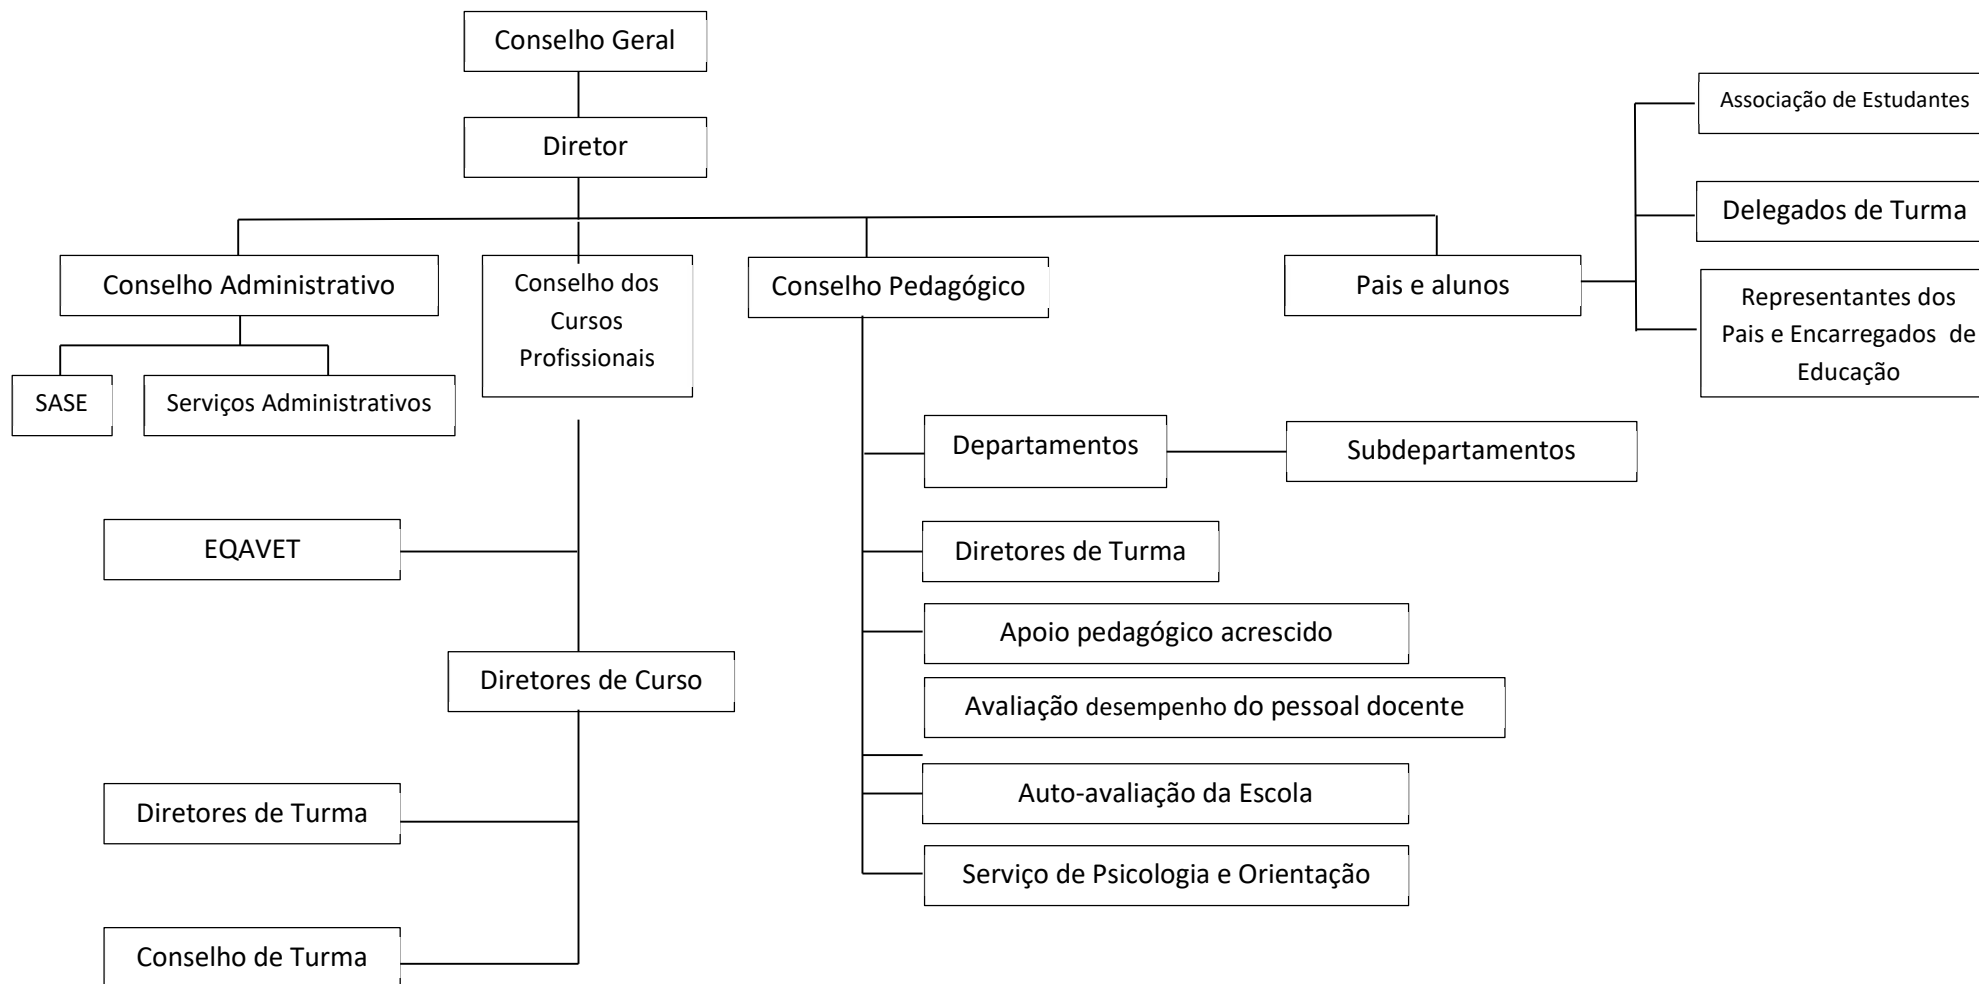 Conselho Geral
Diretor
Associação de Estudantes
Delegados de Turma
Representantes dos
Pais e Encarregados de
Educação
Conselho Administrativo
Conselho dos
Cursos
Profissionais
Conselho Pedagógico
Pais e alunos
SASE
Serviços Administrativos
Departamentos
Subdepartamentos
EQAVET
Diretores de Turma
Apoio pedagógico acrescido
Diretores de Curso
Avaliação desempenho do pessoal docente
Auto-avaliação da Escola
Diretores de Turma
Serviço de Psicologia e Orientação
Conselho de Turma